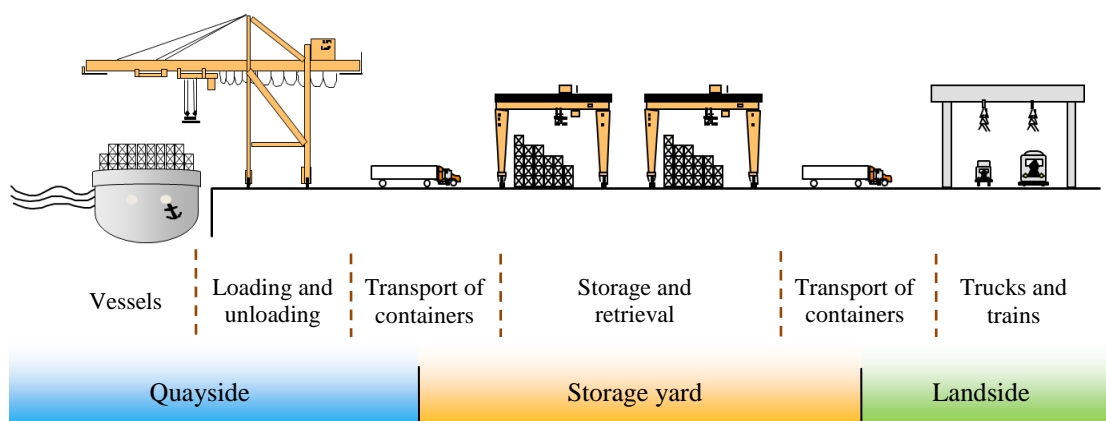 Vessels
Loading and
unloading
Transport of
containers
Storage and
retrieval
Transport of
containers
Trucks and
trains
Quayside
Storage yard
Landside